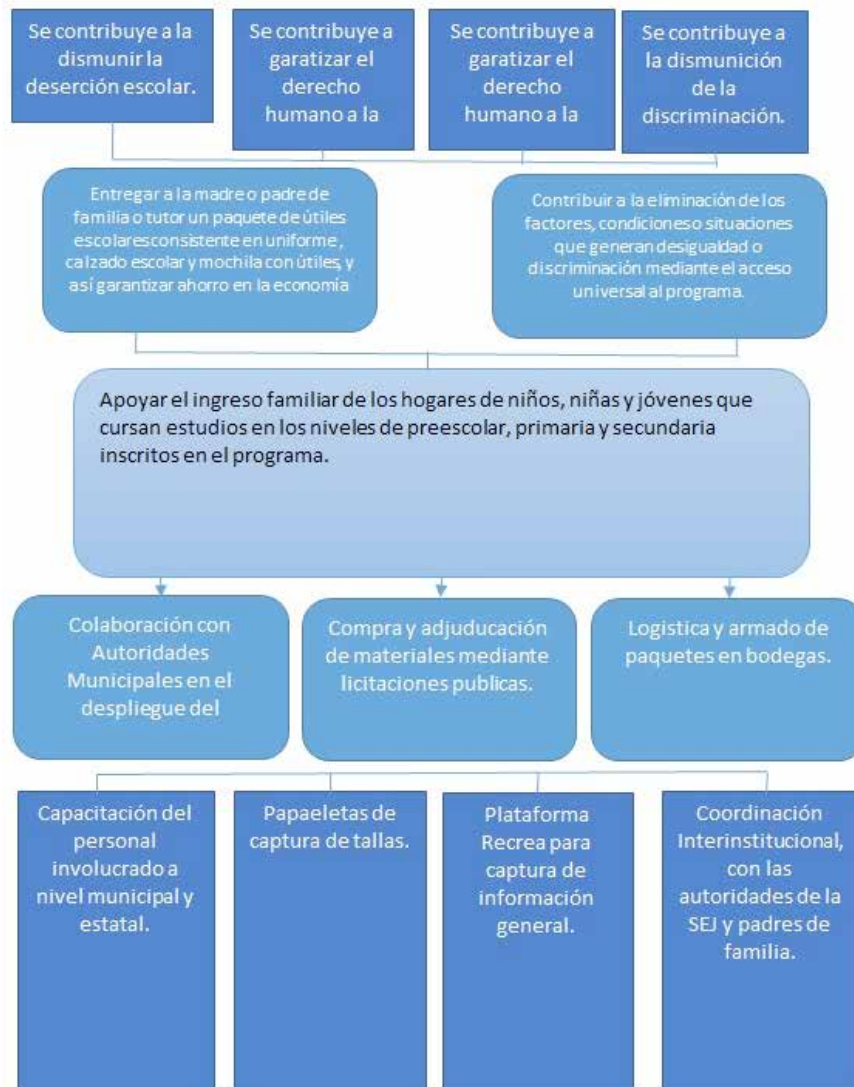 Se contribuye a la
dismunir la
deserción escolar.
Se contribuye a
garatizar el
derecho
humano a la
Se contribuye a
garatizar el
derecho
humano a la
Se contribuye a
la dismunición
de la
discriminación.
Entregar a la madre o padre de
familia o tutor un paquete de útiles
escolares consistente en uniforme,
calzado escolar y mochila con útiles, y
así garantizar ahorro en la economía
Contribuir a la eliminación de los
factores, condiciones o situaciones
que generan desigualdad o
discriminación mediante el acceso
universal al programa.
Apoyar el ingreso familiar de los hogares de niños, niñas y jóvenes que
cursan estudios en los niveles de preescolar, primaria y secundaria
inscritos en el programa.
Colaboración con
Autoridades
Municipales en el
despliegue del
Compra y adjuducación
de materiales mediante
licitaciones publicas.
Logistica y armado de
paquetes en bodegas.
Capacitación del
personal
involucrado a
nivel municipal y
estatal.
Papaeletas de
captura de tallas.
Plataforma
Recrea para
captura de
información
general.
Coordinación
Interinstitucional,
con las
autoridades de la
SEJ y padres de
familia.